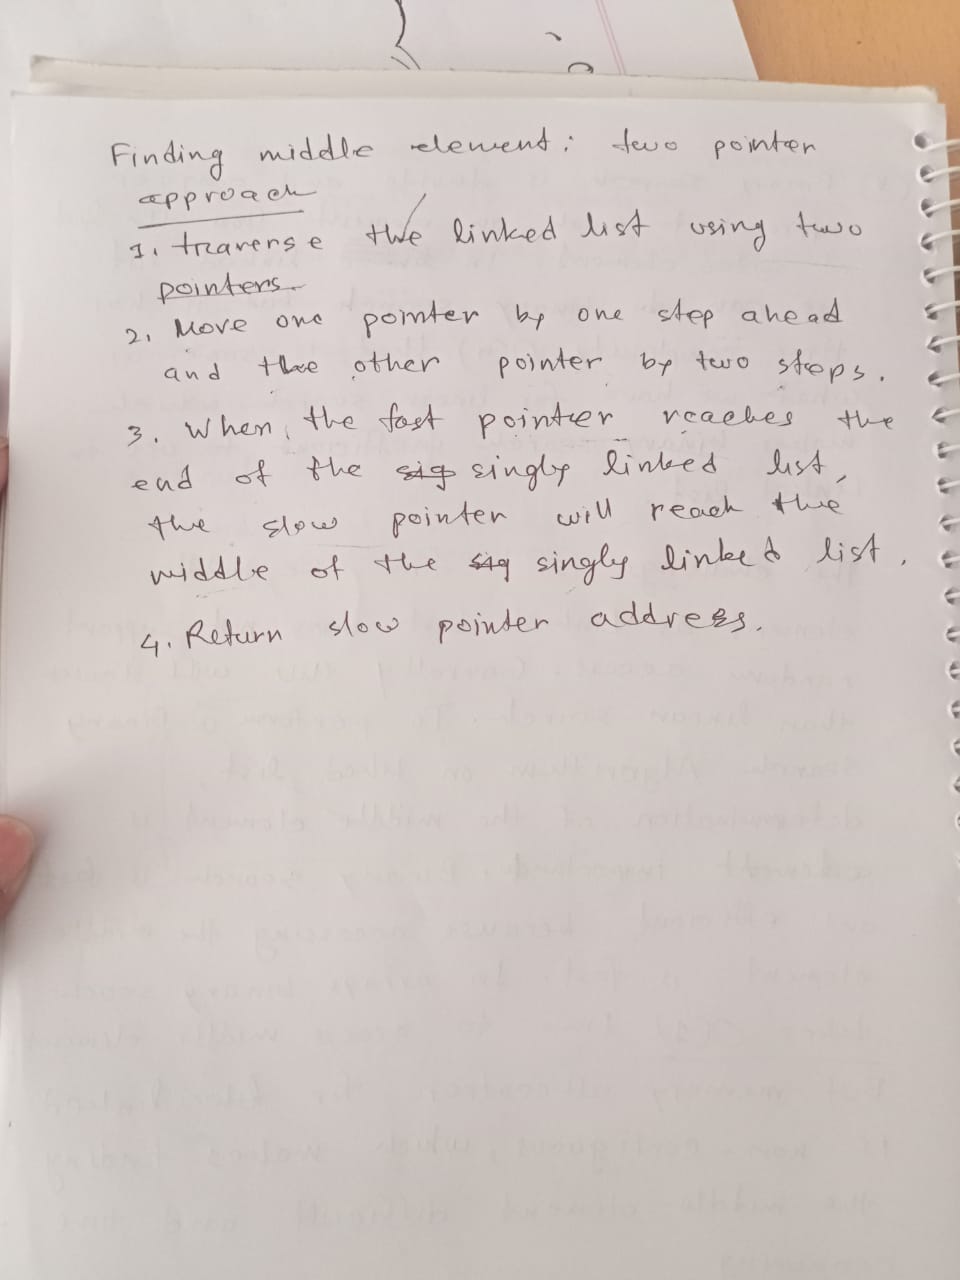 Finding middle element: two pointer
approach
1. traverse the linked list using two
pointers.
2. Move one pointer by one step ahead
and the other pointer by two steps.
3. When the fast pointer reaches the
end of the singly linked list,
the slow pointer will reach the
middle of the singly linked list.
4. Return slow pointer address.